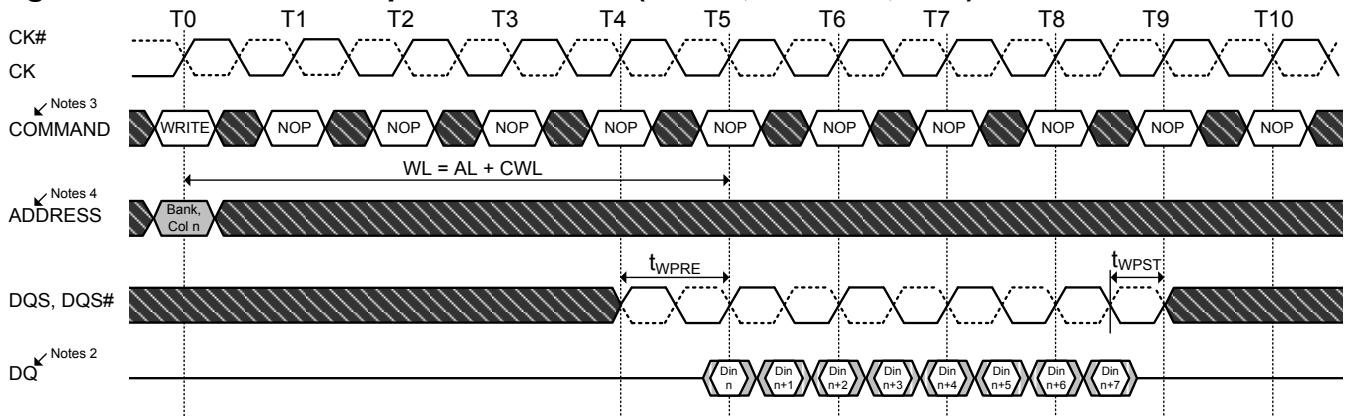 T0 T1 T2 T3 T4 T5 T6 T7 T8 T9 T10
CK#
CK
Notes 3
COMMAND WRITE NOP NOP NOP NOP NOP NOP NOP NOP NOP NOP
WL = AL + CWL
Notes 4
ADDRESS
Bank,
Col n
tWPRE tWPST
DQS, DQS#
Notes 2
DQ
Din n
Din n+1
Din n+2
Din n+3
Din n+4
Din n+5
Din n+6
Din n+7